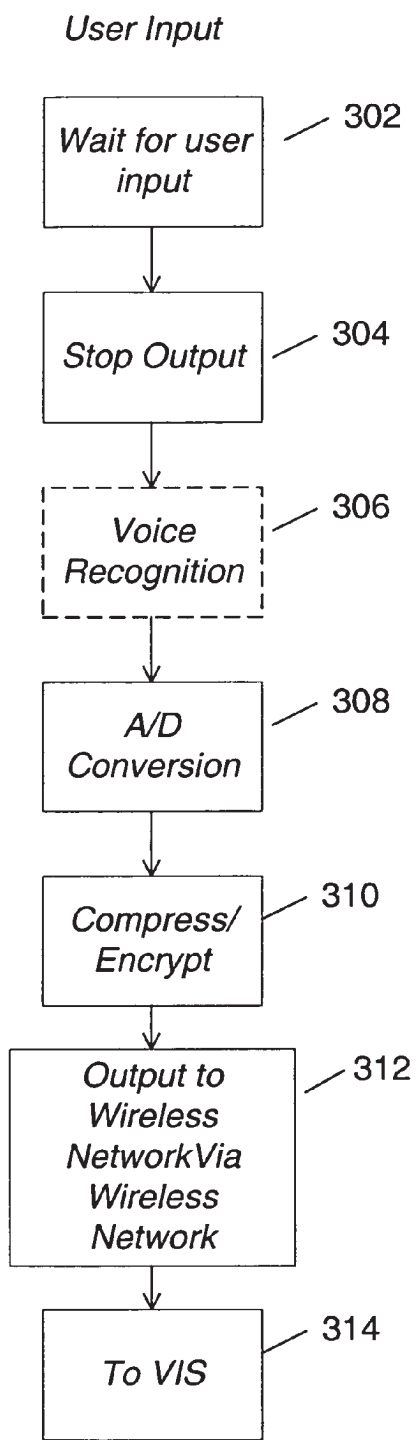 User Input
Wait for user
input
302
Stop Output
304
Voice
Recognition
306
A/D
Conversion
308
Compress/
Encrypt
310
Output to
Wireless
NetworkVia
Wireless
Network
312
To VIS
314